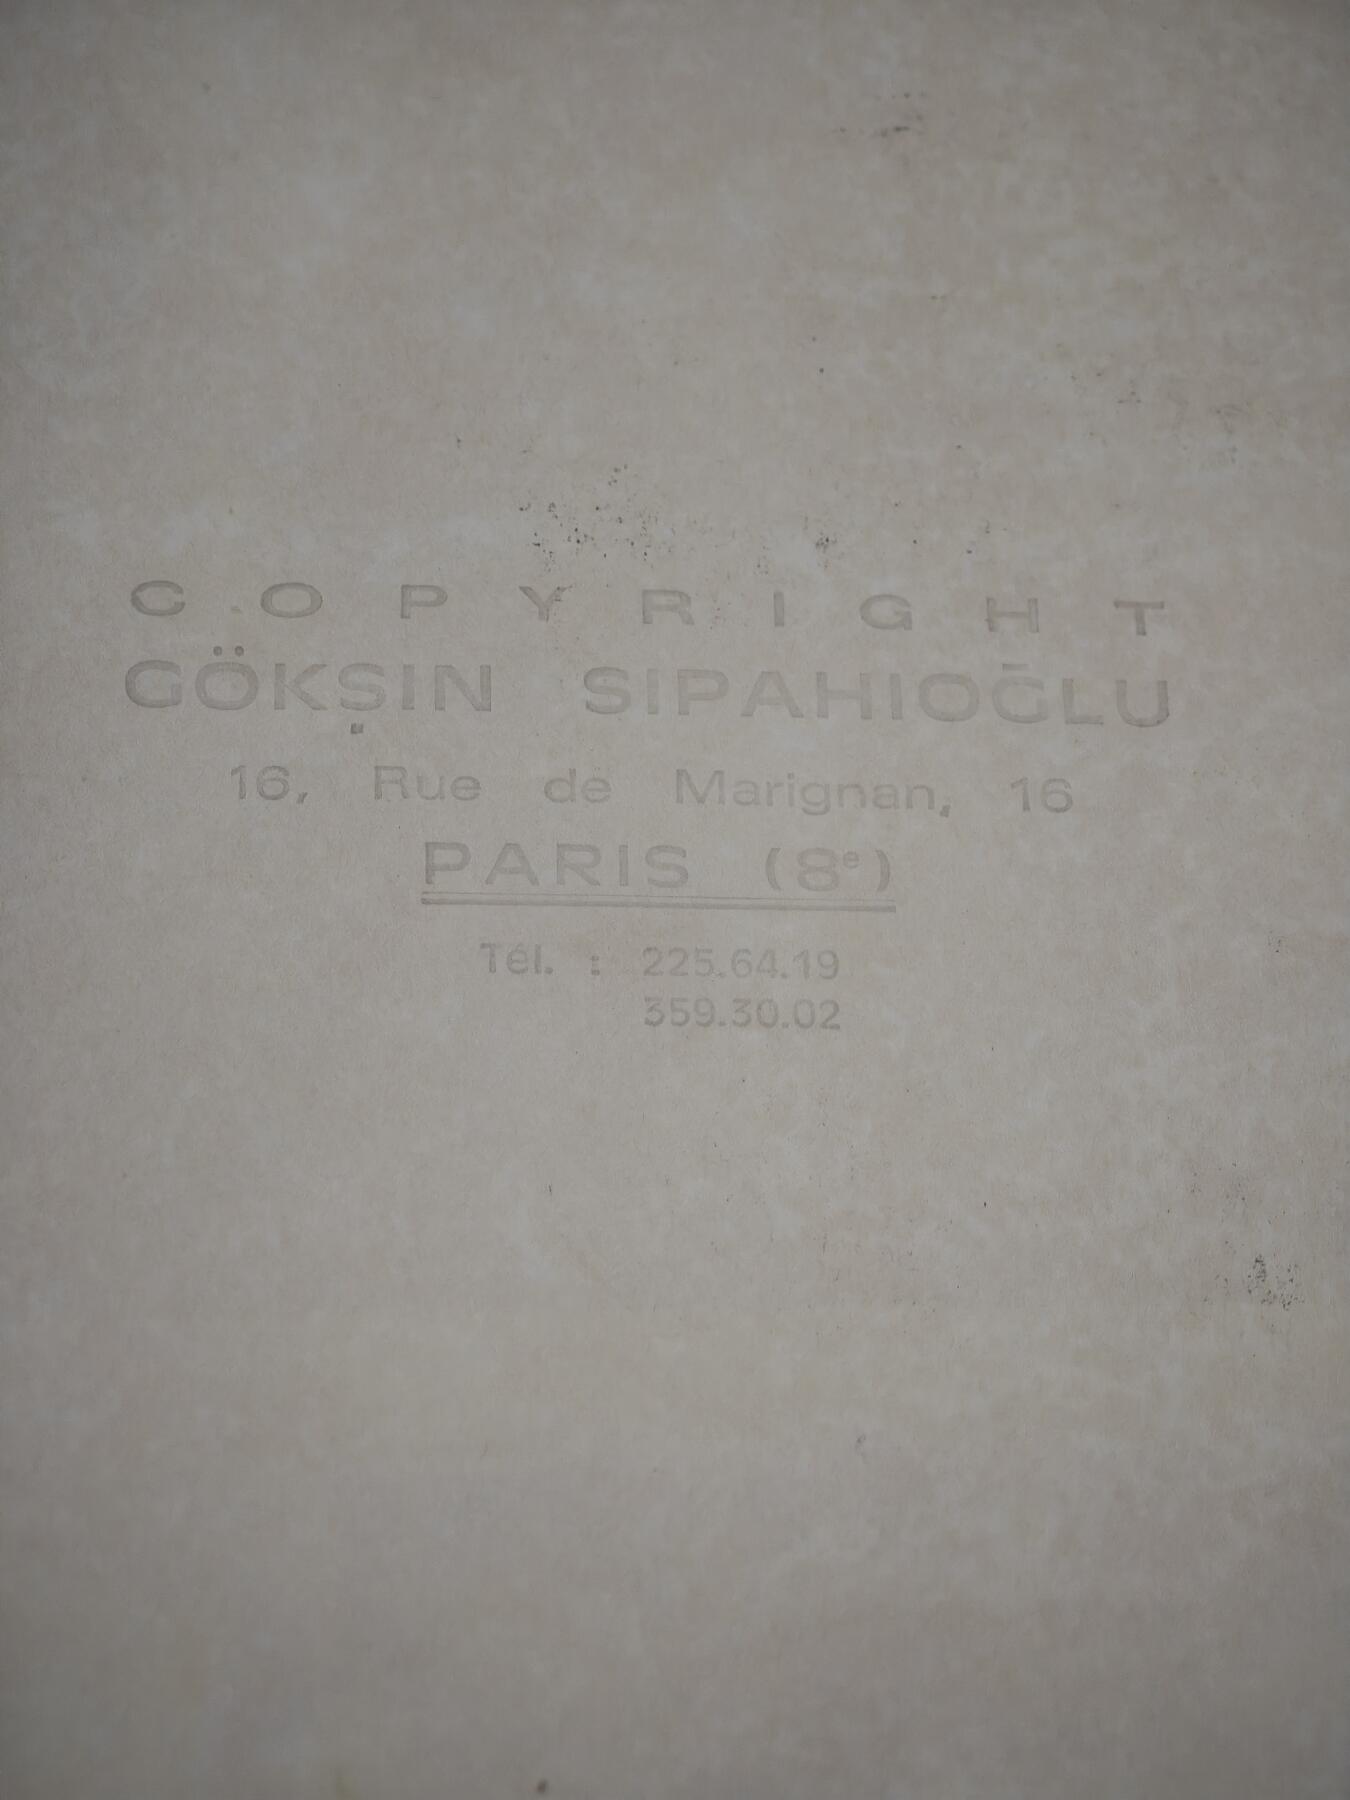 COPYRIGHT
GÖKŞIN SIPAHIOĞLU
16, Rue de Marignan, 16
PARIS (8e)
Tél. : 225.64.19
359.30.02